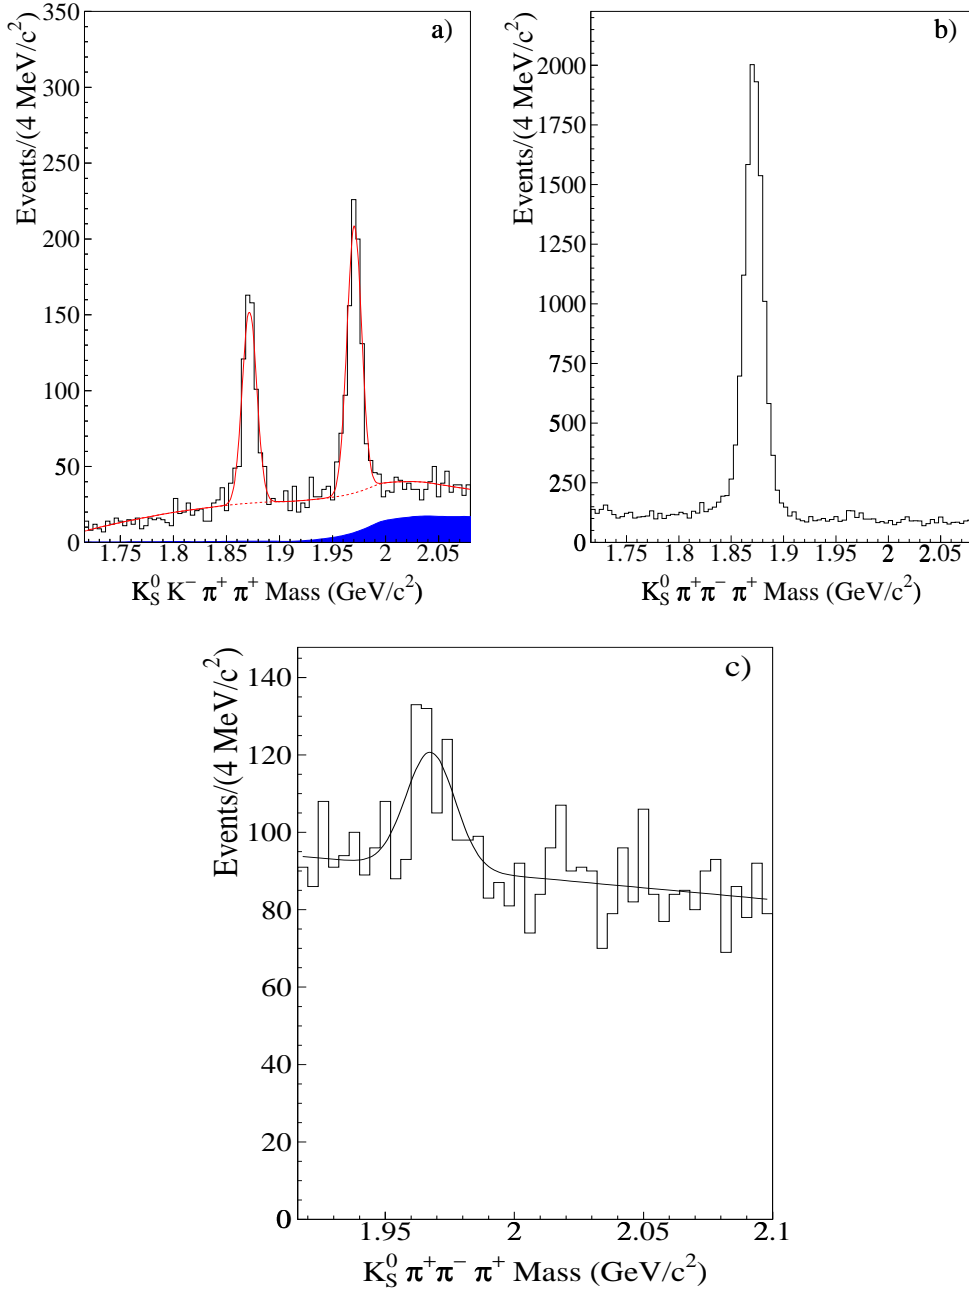 a)
Events/(4 MeV/c²)
350
300
250
200
150
100
50
0
1.75 1.8 1.85 1.9 1.95 2 2.05
K⁰_S K⁻ π⁺ π⁺ Mass (GeV/c²)
b)
Events/(4 MeV/c²)
2000
1750
1500
1250
1000
750
500
250
0
1.75 1.8 1.85 1.9 1.95 2 2.05
K⁰_S π⁺π⁻ π⁺ Mass (GeV/c²)
c)
Events/(4 MeV/c²)
140
120
100
80
60
40
20
0
1.95 2 2.05 2.1
K⁰_S π⁺π⁻ π⁺ Mass (GeV/c²)